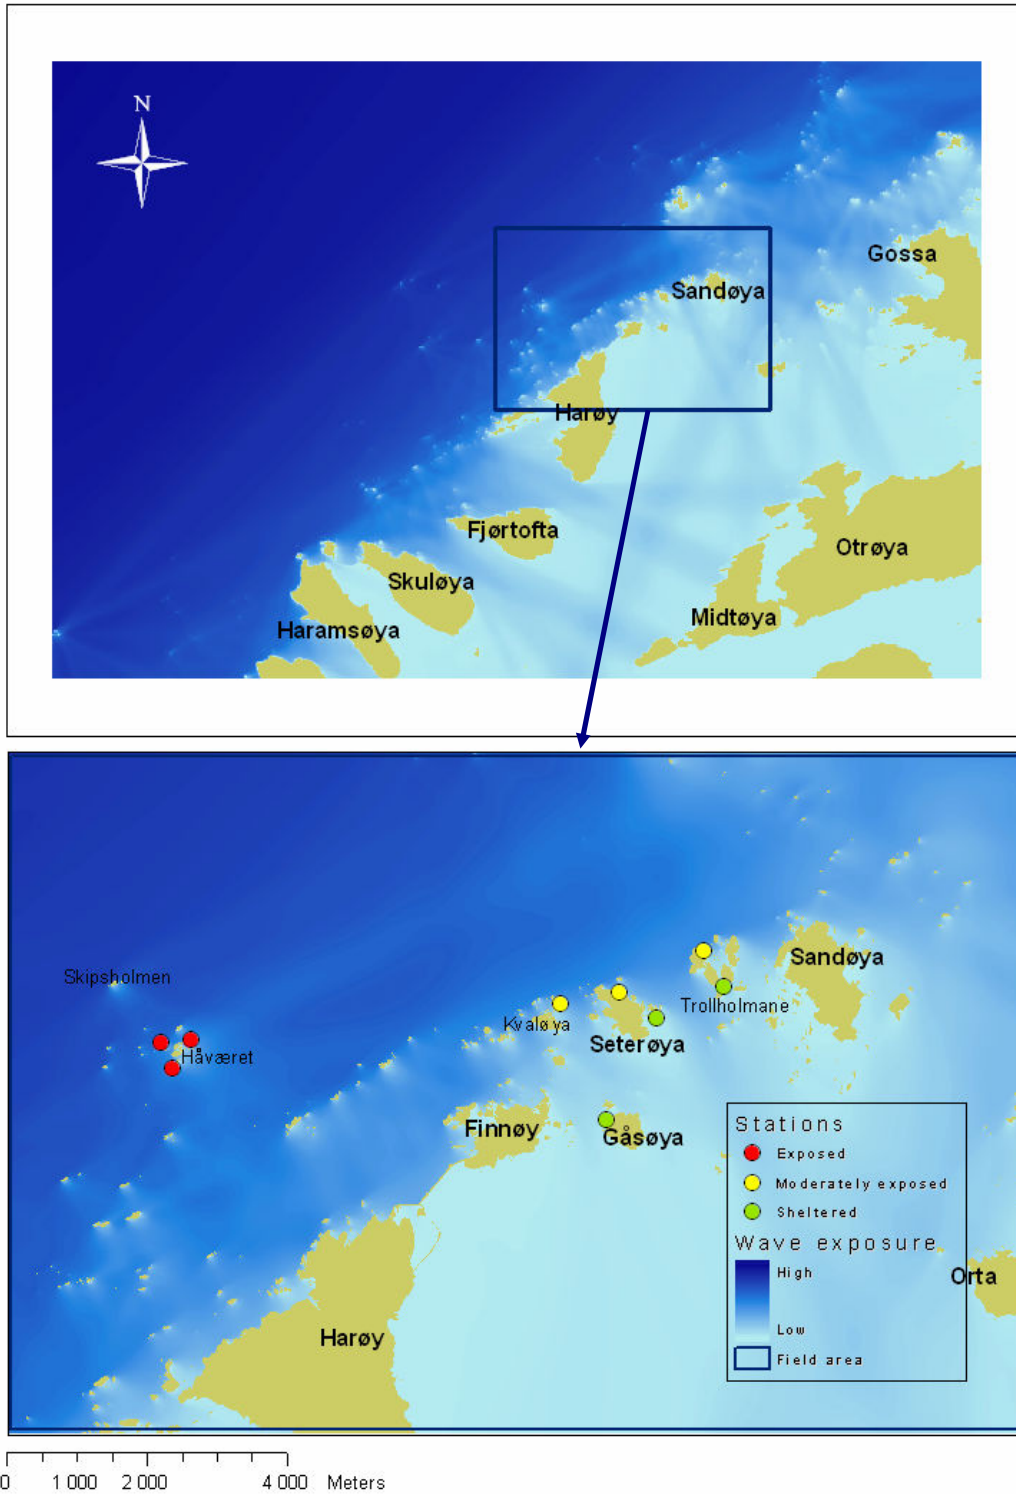 N
Gossa
Sandøya
Harøy
Fjørtofta
Otrøya
Skuløya
Midtøya
Haramsøya
Sandøya
Skipsholmen
Trollholmane
Kvaløya
Seterøya
Håværet
Finnøy
Gåsøya
Stations
Exposed
Moderately exposed
Sheltered
Wave exposure
High
Low
Field area
Orta
Harøy
0 1 000 2 000 4 000 Meters